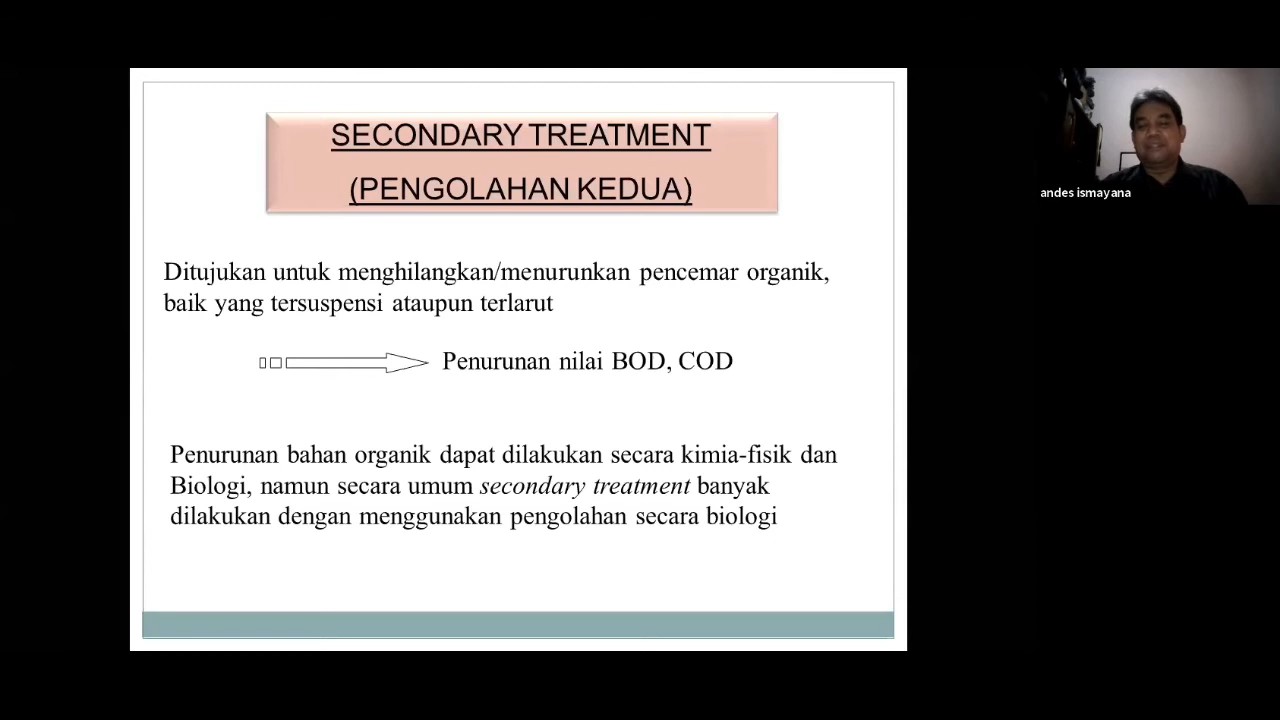 SECONDARY TREATMENT
(PENGOLAHAN KEDUA)
Ditujukan untuk menghilangkan/menurunkan pencemar organik,
baik yang tersuspensi ataupun terlarut
Penurunan nilai BOD, COD
Penurunan bahan organik dapat dilakukan secara kimia-fisik dan
Biologi, namun secara umum secondary treatment banyak
dilakukan dengan menggunakan pengolahan secara biologi
andes ismayana